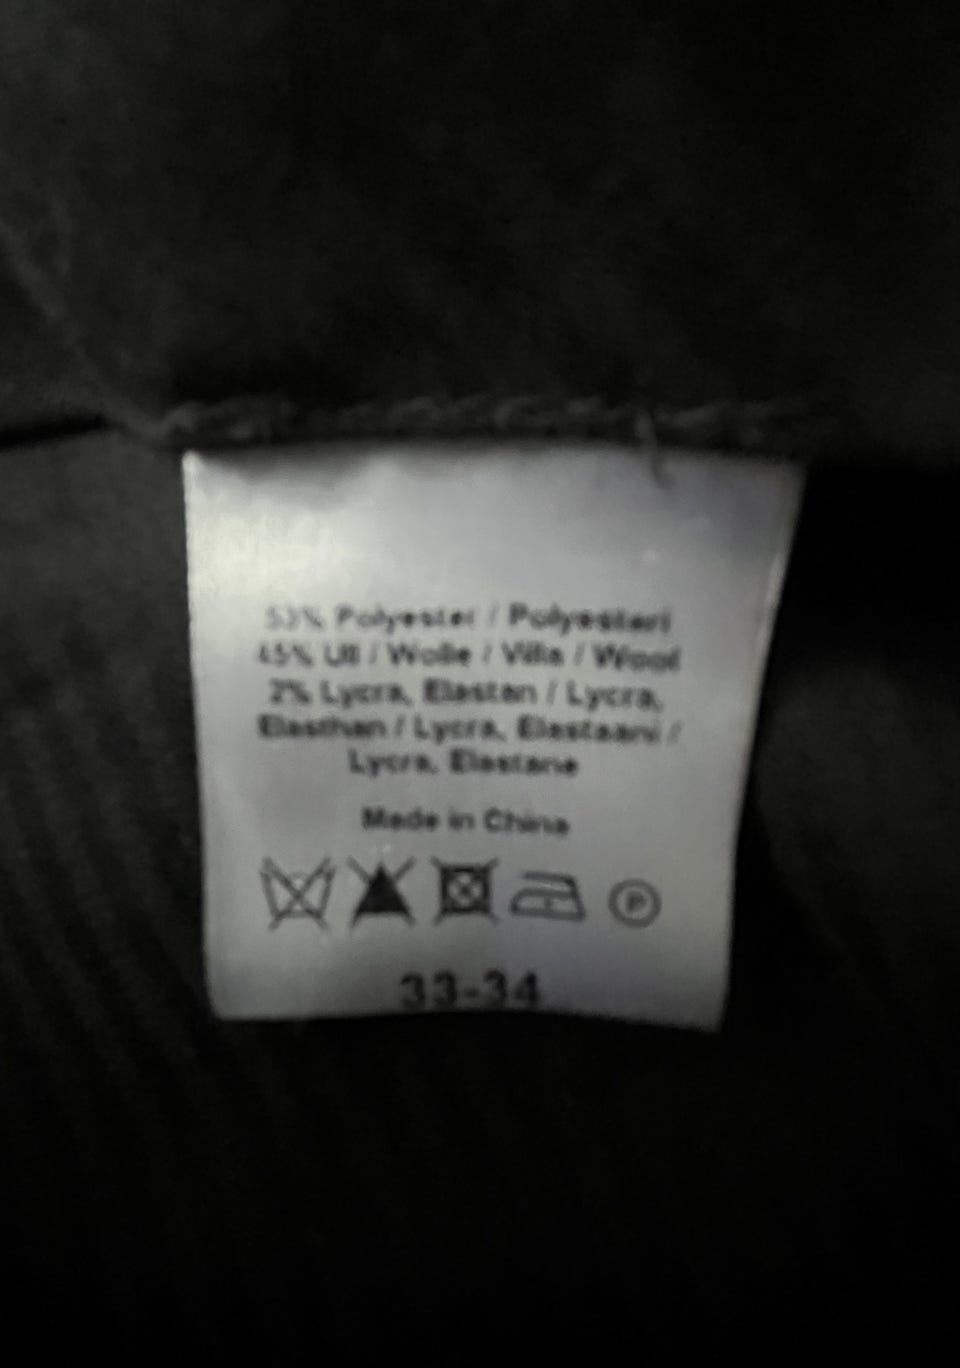 53% Polyester / Polyesteri
45% Ull / Wolle / Villa / Wool
2% Lycra, Elastan / Lycra,
Elasthan / Lycra, Elastaani /
Lycra, Elastane
Made in China
P
33-34